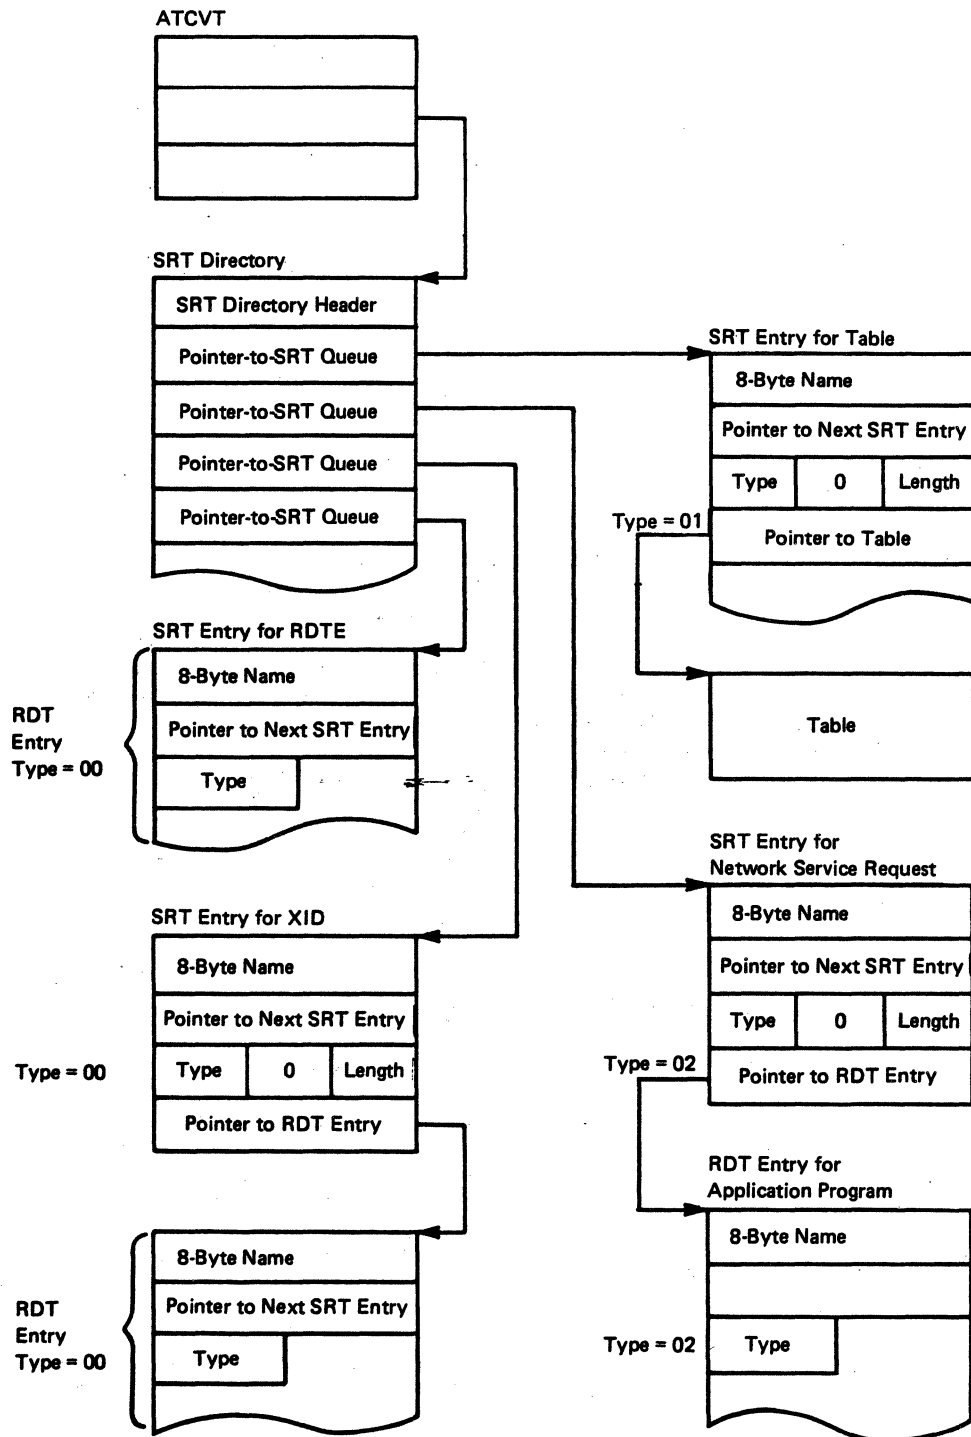 ATCVT
SRT Directory
SRT Directory Header
Pointer-to-SRT Queue
Pointer-to-SRT Queue
Pointer-to-SRT Queue
Pointer-to-SRT Queue
SRT Entry for Table
8-Byte Name
Pointer to Next SRT Entry
Type 0 Length
Type = 01
Pointer to Table
Table
SRT Entry for RDTE
8-Byte Name
Pointer to Next SRT Entry
Type
RDT
Entry
Type = 00
SRT Entry for
Network Service Request
8-Byte Name
Pointer to Next SRT Entry
Type 0 Length
Type = 02
Pointer to RDT Entry
SRT Entry for XID
8-Byte Name
Pointer to Next SRT Entry
Type = 00
Type 0 Length
Pointer to RDT Entry
RDT Entry for
Application Program
8-Byte Name
Type = 02
Type
8-Byte Name
Pointer to Next SRT Entry
Type
RDT
Entry
Type = 00